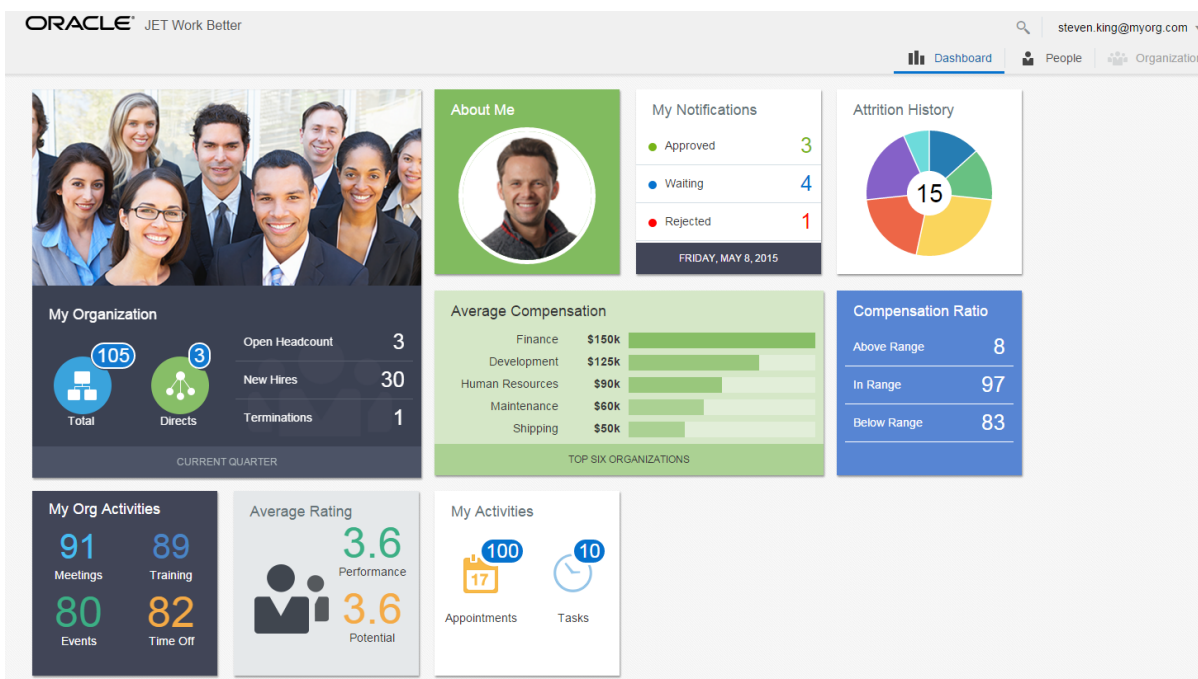 ORACLE® JET Work Better
steven.king@myorg.com
Dashboard People Organization
About Me
My Notifications
Approved 3
Waiting 4
Rejected 1
FRIDAY, MAY 8, 2015
Attrition History
15
My Organization
105 Total
3 Directs
Open Headcount 3
New Hires 30
Terminations 1
CURRENT QUARTER
Average Compensation
Finance $150k
Development $125k
Human Resources $90k
Maintenance $60k
Shipping $50k
TOP SIX ORGANIZATIONS
Compensation Ratio
Above Range 8
In Range 97
Below Range 83
My Org Activities
91 89
Meetings Training
80 82
Events Time Off
Average Rating
3.6
Performance
3.6
Potential
My Activities
100 10
17
Appointments Tasks